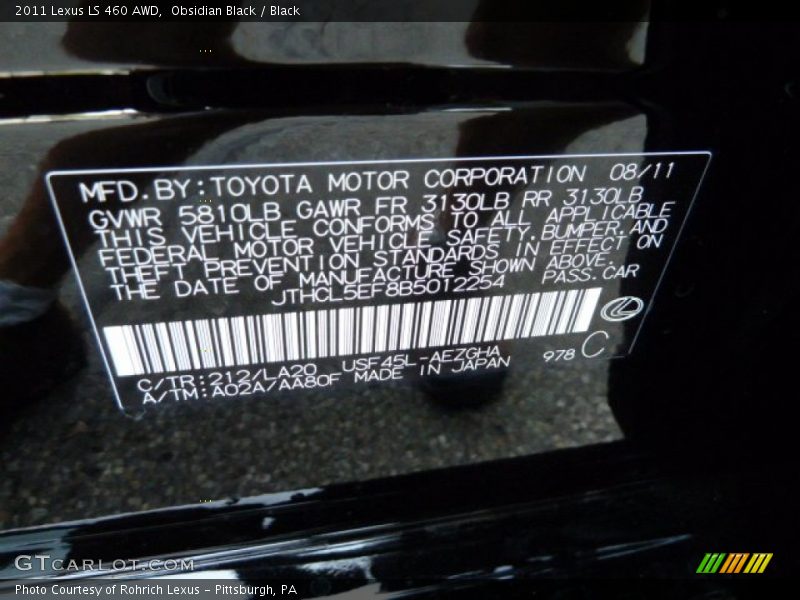 2011 Lexus LS 460 AWD,  Obsidian Black / Black
MFD.BY:TOYOTA MOTOR CORPORATION 08/11
GVWR 5810LB GAWR FR 3130LB RR 3130LB
THIS VEHICLE CONFORMS TO ALL APPLICABLE
FEDERAL MOTOR VEHICLE SAFETY,BUMPER,AND
THEFT PREVENTION STANDARDS IN EFFECT ON
THE DATE OF MANUFACTURE SHOWN ABOVE.
JTHCL5EF8B5012254 PASS.CAR
C/TR:212/LA20 USF45L-AEZGHA 978 C
A/TM:A02A/AA80F MADE IN JAPAN
GTCARLOT.COM
Photo Courtesy of Rohrich Lexus – Pittsburgh, PA